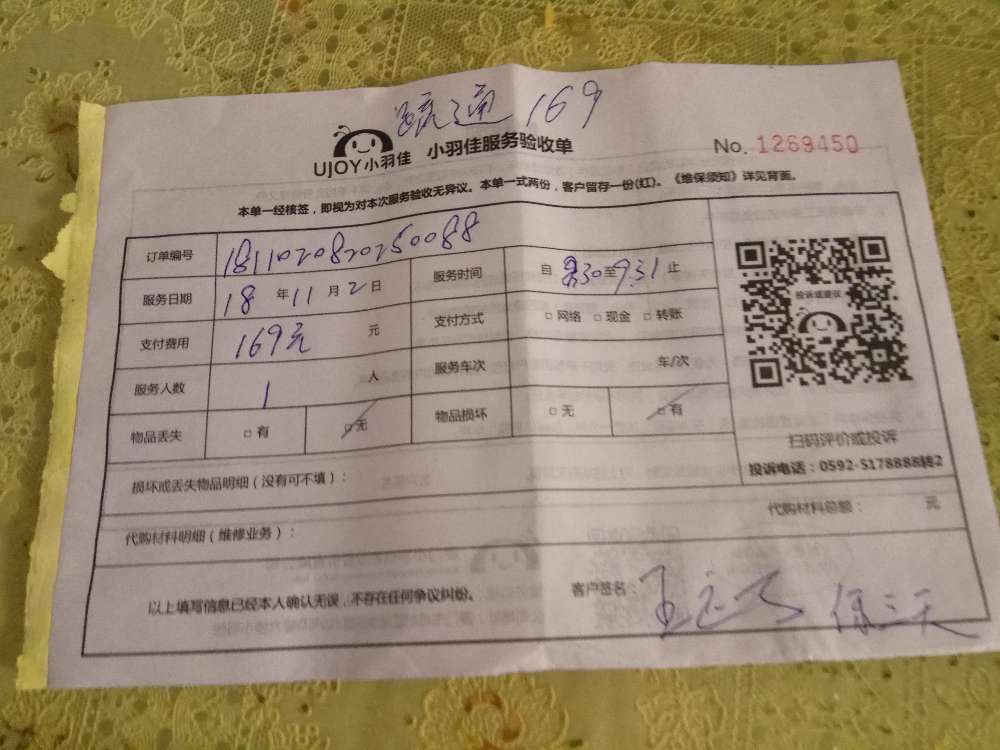 疏通 169
UJOY小羽佳 小羽佳服务验收单 No. 1269450
本单一经核签，即视为对本次服务验收无异议。本单一式两份，客户留存一份(红)。《维保须知》详见背面。
订单编号 1811020820250088
服务日期 18 年 11 月 2 日 服务时间 自 8:30 至 9:31 止
支付费用 169元 元 支付方式 □ 网络 □ 现金 □ 转账
服务人数 1 人 服务车次 车/次
物品丢失 □ 有 □ 无 物品损坏 □ 无 □ 有
投诉或建议
扫码评价或投诉
投诉电话：0592-5178888转2
损坏或丢失物品明细（没有可不填）：
代购材料明细（维修业务）： 代购材料总额： 元
以上填写信息已经本人确认无误，不存在任何争议纠纷。 客户签名： 保三天